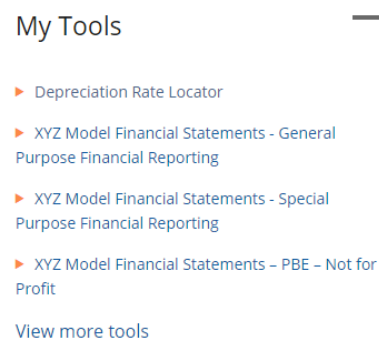 My Tools
Depreciation Rate Locator
XYZ Model Financial Statements - General
Purpose Financial Reporting
XYZ Model Financial Statements - Special
Purpose Financial Reporting
XYZ Model Financial Statements – PBE – Not for
Profit
View more tools